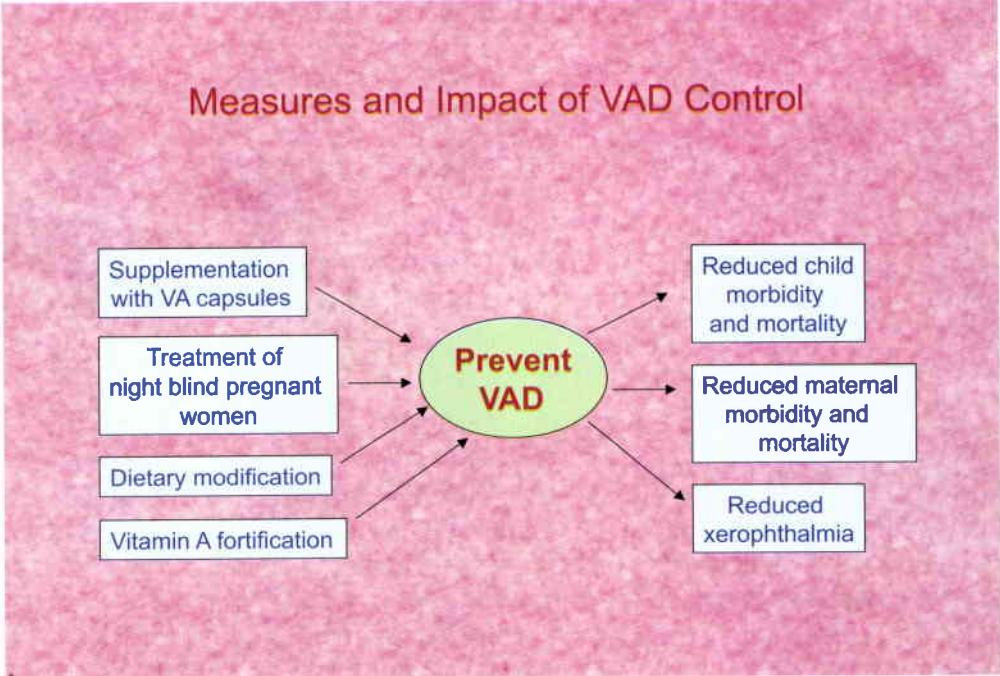 Measures and Impact of VAD Control
Supplementation
with VA capsules
Treatment of
night blind pregnant
women
Dietary modification
Vitamin A fortification
Prevent
VAD
Reduced child
morbidity
and mortality
Reduced maternal
morbidity and
mortality
Reduced
xerophthalmia